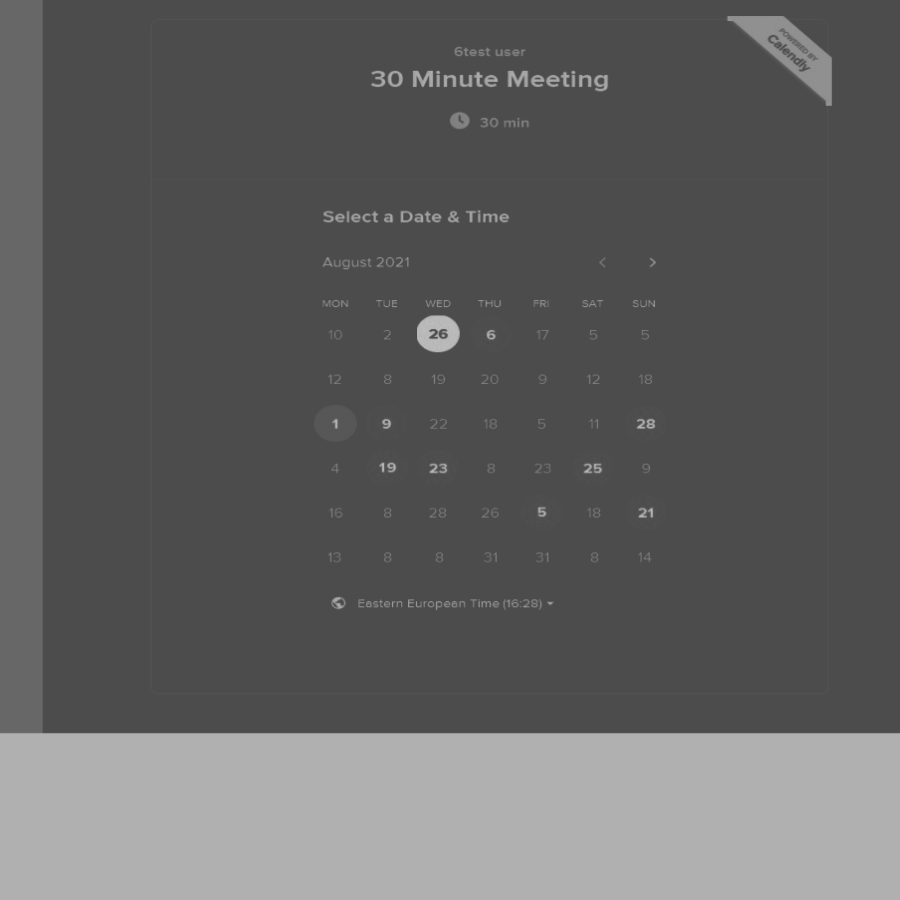 6test user
30 Minute Meeting
30 min
POWERED BY
Calendly
Select a Date & Time
August 2021
MON TUE WED THU FRI SAT SUN
10 2 26 6 17 5 5
12 8 19 20 9 12 18
1 9 22 18 5 11 28
4 19 23 8 23 25 9
16 8 28 26 5 18 21
13 8 8 31 31 8 14
Eastern European Time (16:28)